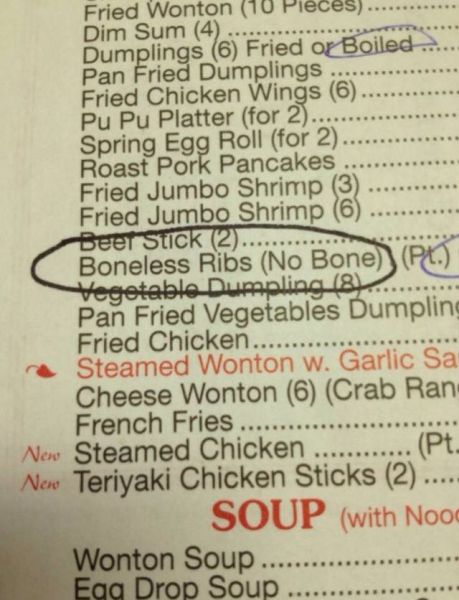 Fried Wonton (10 Pieces)..............
Dim Sum (4) ..............
Dumplings (6) Fried or Boiled ....
Pan Fried Dumplings ..............
Fried Chicken Wings (6)..............
Pu Pu Platter (for 2)..............
Spring Egg Roll (for 2)..............
Roast Pork Pancakes ..............
Fried Jumbo Shrimp (3) ..............
Fried Jumbo Shrimp (6) ..............
Beef Stick (2)..............
Boneless Ribs (No Bone) (Pt.)
Vegetable Dumpling (8)..............
Pan Fried Vegetables Dumpling
Fried Chicken..............
Steamed Wonton w. Garlic
Cheese Wonton (6) (Crab
French Fries ..............
New Steamed Chicken ............ (Pt.
New Teriyaki Chicken Sticks (2) .....
SOUP (with
Wonton Soup ..............
Egg Drop Soup ..............